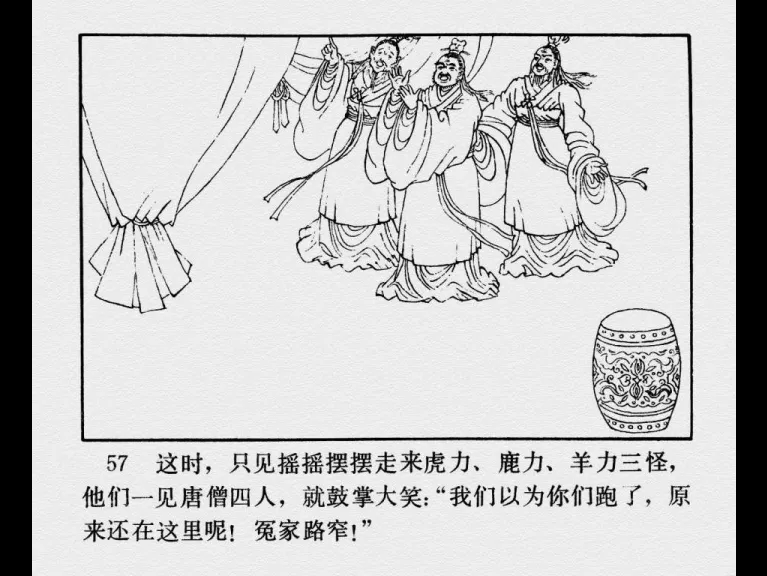 57 这时，只见摇摇摆摆走来虎力、鹿力、羊力三怪，
他们一见唐僧四人，就鼓掌大笑：“我们以为你们跑了，原
来还在这里呢！冤家路窄！”